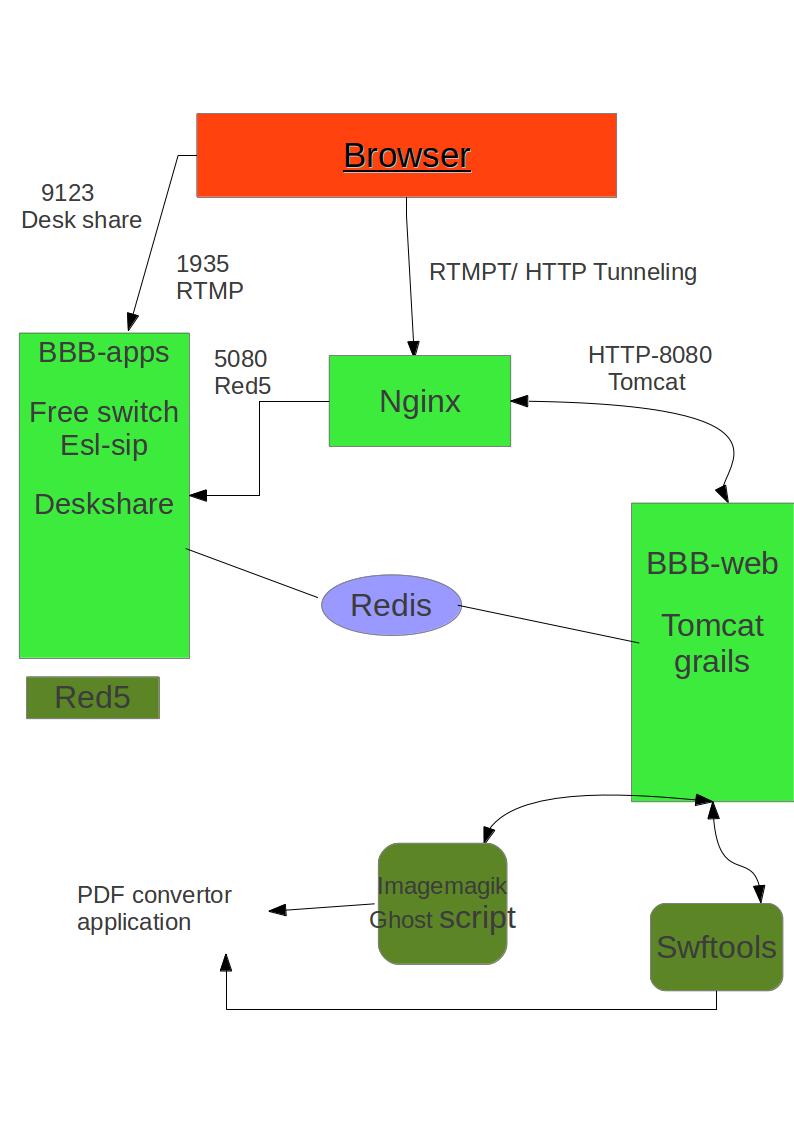 Browser
9123
Desk share
1935
RTMP
RTMPT/ HTTP Tunneling
BBB-apps
Free switch
Esl-sip
Deskshare
5080
Red5
Nginx
HTTP-8080
Tomcat
BBB-web
Tomcat
grails
Redis
Red5
Imagemagik
Ghost script
PDF convertor
application
Swftools